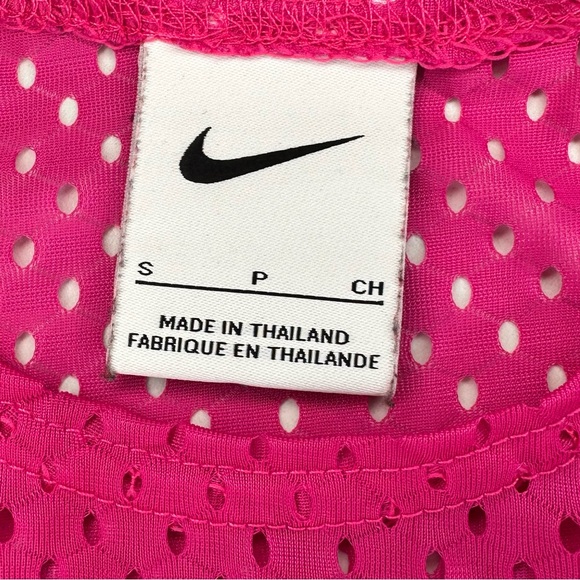 S P CH
MADE IN THAILAND
FABRIQUE EN THAILANDE